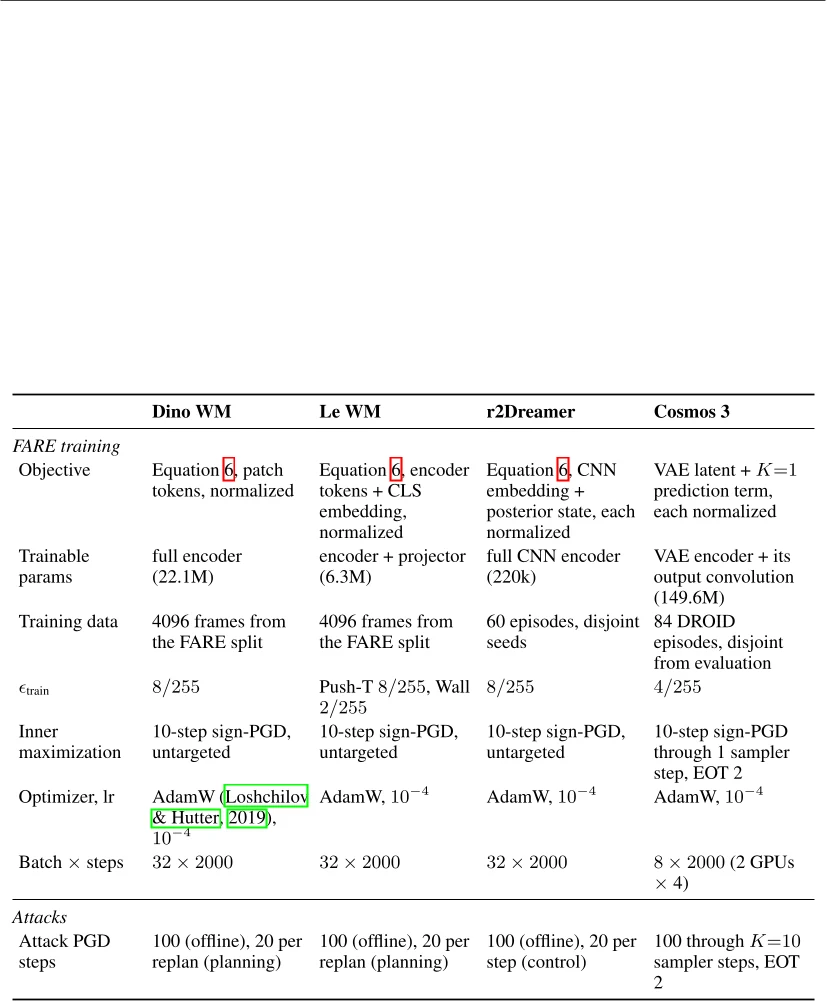 Dino WM Le WM r2Dreamer Cosmos 3
FARE training
Objective Equation 6, patch Equation 6, encoder Equation 6, CNN VAE latent + K=1
tokens, normalized tokens + CLS embedding + prediction term,
embedding, posterior state, each each normalized
normalized normalized
Trainable full encoder encoder + projector full CNN encoder VAE encoder + its
params (22.1M) (6.3M) (220k) output convolution
(149.6M)
Training data 4096 frames from 4096 frames from 60 episodes, disjoint 84 DROID
the FARE split the FARE split seeds episodes, disjoint
from evaluation
ϵtrain 8/255 Push-T 8/255, Wall 8/255 4/255
2/255
Inner 10-step sign-PGD, 10-step sign-PGD, 10-step sign-PGD, 10-step sign-PGD
maximization untargeted untargeted untargeted through 1 sampler
step, EOT 2
Optimizer, lr AdamW (Loshchilov AdamW, 10⁻⁴ AdamW, 10⁻⁴ AdamW, 10⁻⁴
& Hutter, 2019),
10⁻⁴
Batch × steps 32 × 2000 32 × 2000 32 × 2000 8 × 2000 (2 GPUs
× 4)
Attacks
Attack PGD 100 (offline), 20 per 100 (offline), 20 per 100 (offline), 20 per 100 through K=10
steps replan (planning) replan (planning) step (control) sampler steps, EOT
2